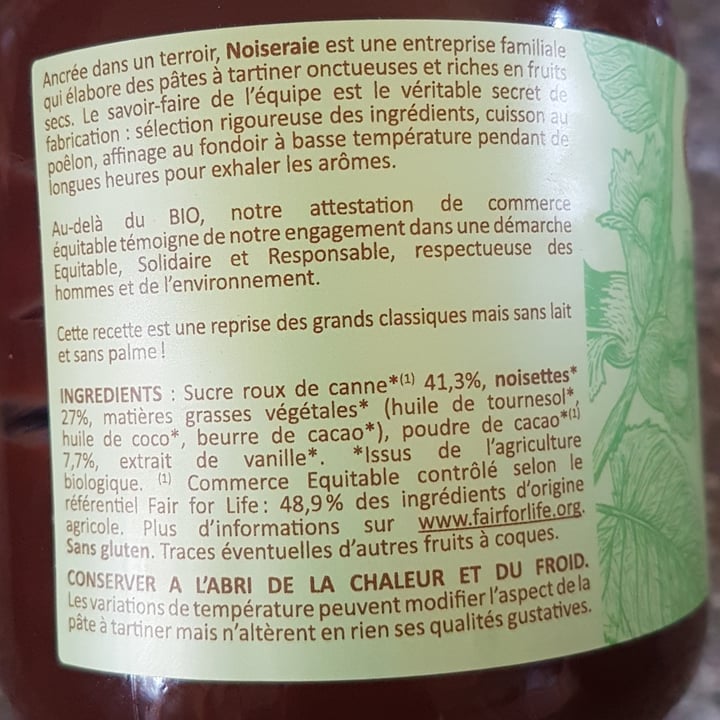 Ancrée dans un terroir, Noiseraie est une entreprise familiale
qui élabore des pâtes à tartiner onctueuses et riches en fruits
secs. Le savoir-faire de l'équipe est le véritable secret de
fabrication : sélection rigoureuse des ingrédients, cuisson au
poêlon, affinage au fondoir à basse température pendant de
longues heures pour exhaler les arômes.
Au-delà du BIO, notre attestation de commerce
équitable témoigne de notre engagement dans une démarche
Equitable, Solidaire et Responsable, respectueuse des
hommes et de l'environnement.
Cette recette est une reprise des grands classiques mais sans lait
et sans palme !
INGREDIENTS : Sucre roux de canne*(1) 41,3%, noisettes*
27%, matières grasses végétales* (huile de tournesol*,
huile de coco*, beurre de cacao*), poudre de cacao*(1)
7,7%, extrait de vanille*. *Issus de l'agriculture
biologique. (1) Commerce Equitable contrôlé selon le
référentiel Fair for Life : 48,9% des ingrédients d'origine
agricole. Plus d'informations sur www.fairforlife.org.
Sans gluten. Traces éventuelles d'autres fruits à coques.
CONSERVER A L'ABRI DE LA CHALEUR ET DU FROID.
Les variations de température peuvent modifier l'aspect de la
pâte à tartiner mais n'altèrent en rien ses qualités gustatives.